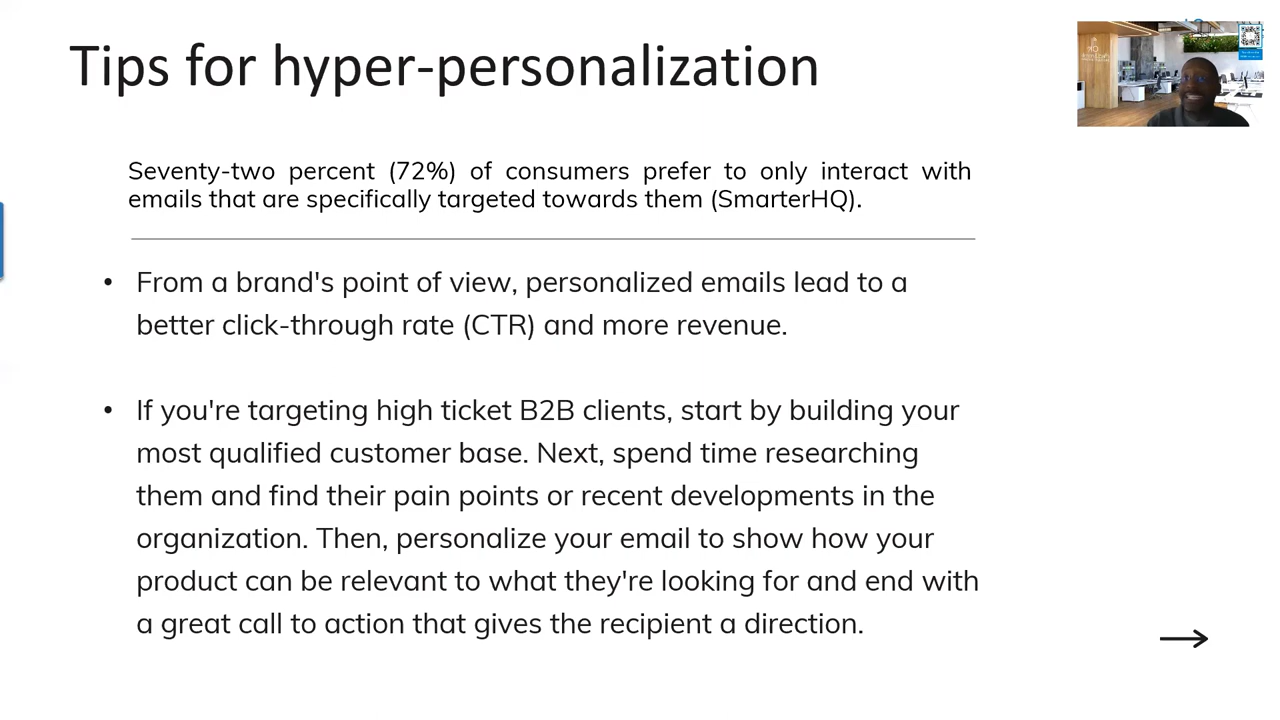 Tips for hyper-personalization
Seventy-two percent (72%) of consumers prefer to only interact with
emails that are specifically targeted towards them (SmarterHQ).
• From a brand's point of view, personalized emails lead to a
better click-through rate (CTR) and more revenue.
• If you're targeting high ticket B2B clients, start by building your
most qualified customer base. Next, spend time researching
them and find their pain points or recent developments in the
organization. Then, personalize your email to show how your
product can be relevant to what they're looking for and end with
a great call to action that gives the recipient a direction.